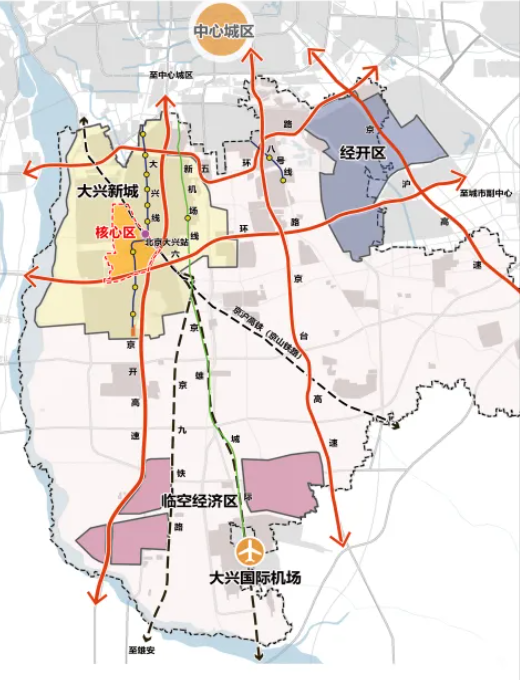 中心城区
至中心城区
路
京
八号线
经开区
环
五
大兴线
新机场线
大兴新城
沪
至城市副中心
核心区
北京大兴站
路
环
六
高
速
京
京沪高铁（京山铁路）
京
台
京
雄
京
开
九
高
高
速
城
速
铁
临空经济区
际
路
大兴国际机场
至雄安